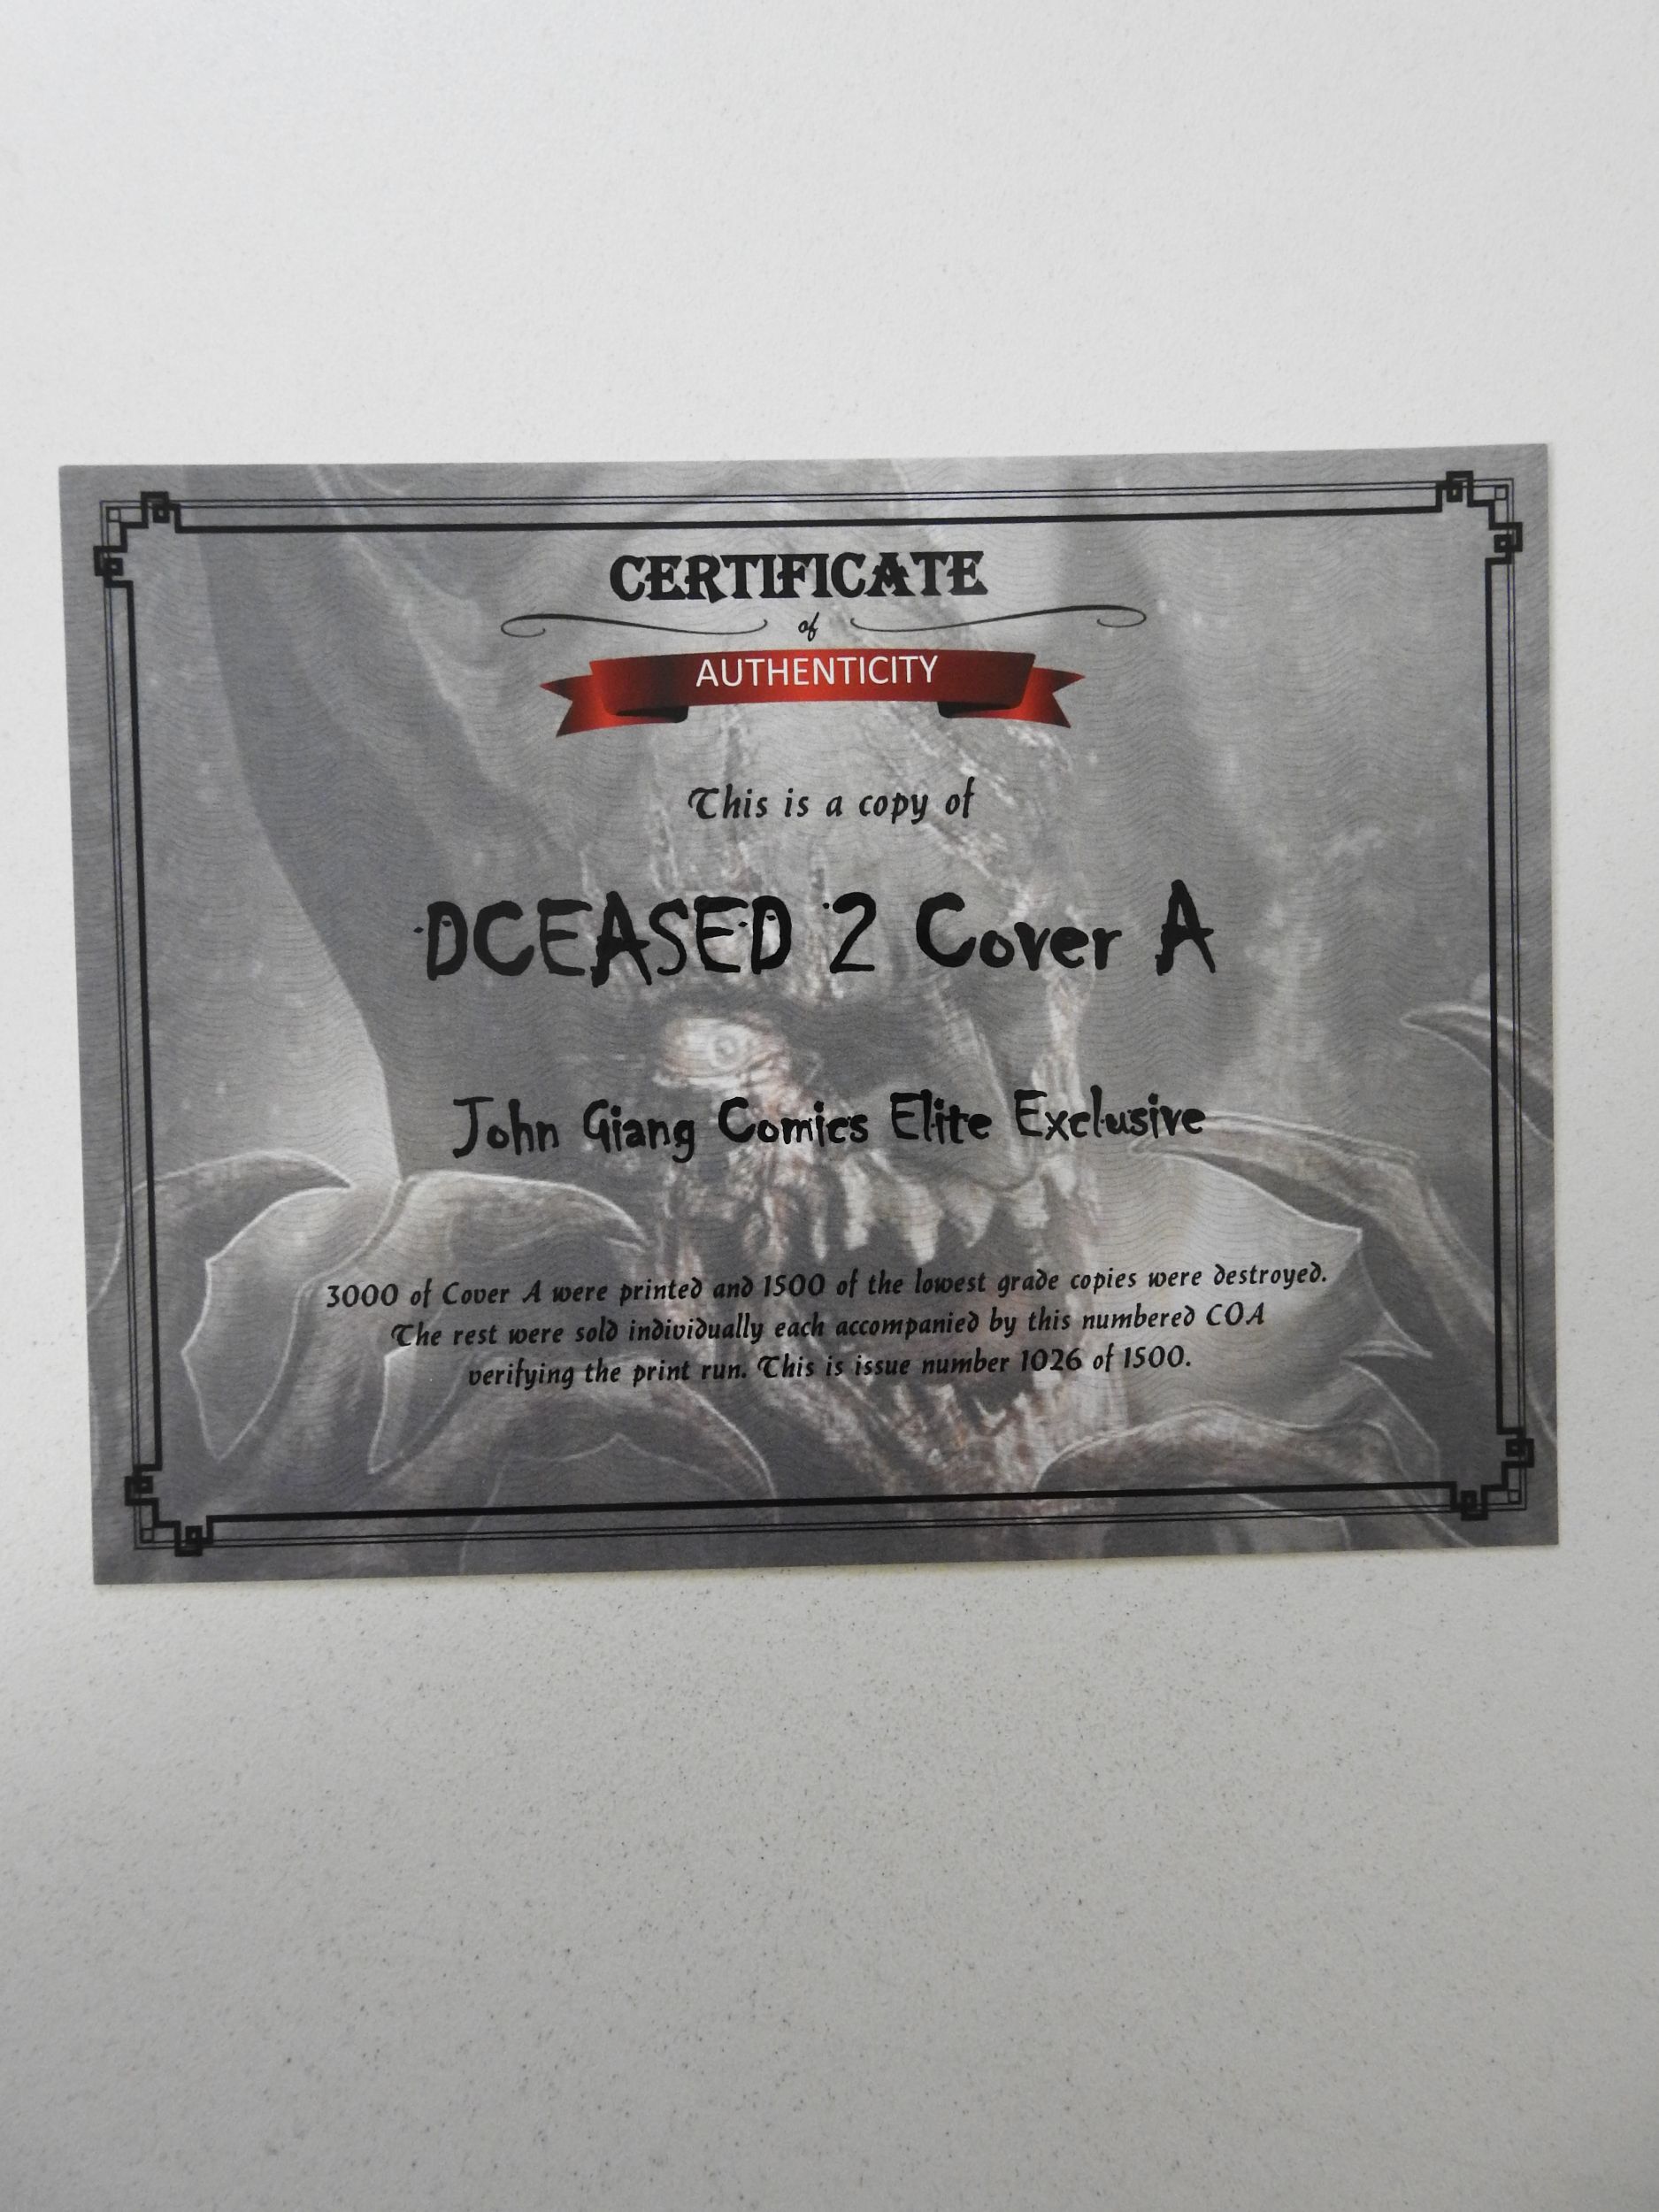 CERTIFICATE
of
AUTHENTICITY
This is a copy of
DCEASED 2 Cover A
John Giang Comics Elite Exclusive
3000 of Cover A were printed and 1500 of the lowest grade copies were destroyed.
The rest were sold individually each accompanied by this numbered COA
verifying the print run. This is issue number 1026 of 1500.